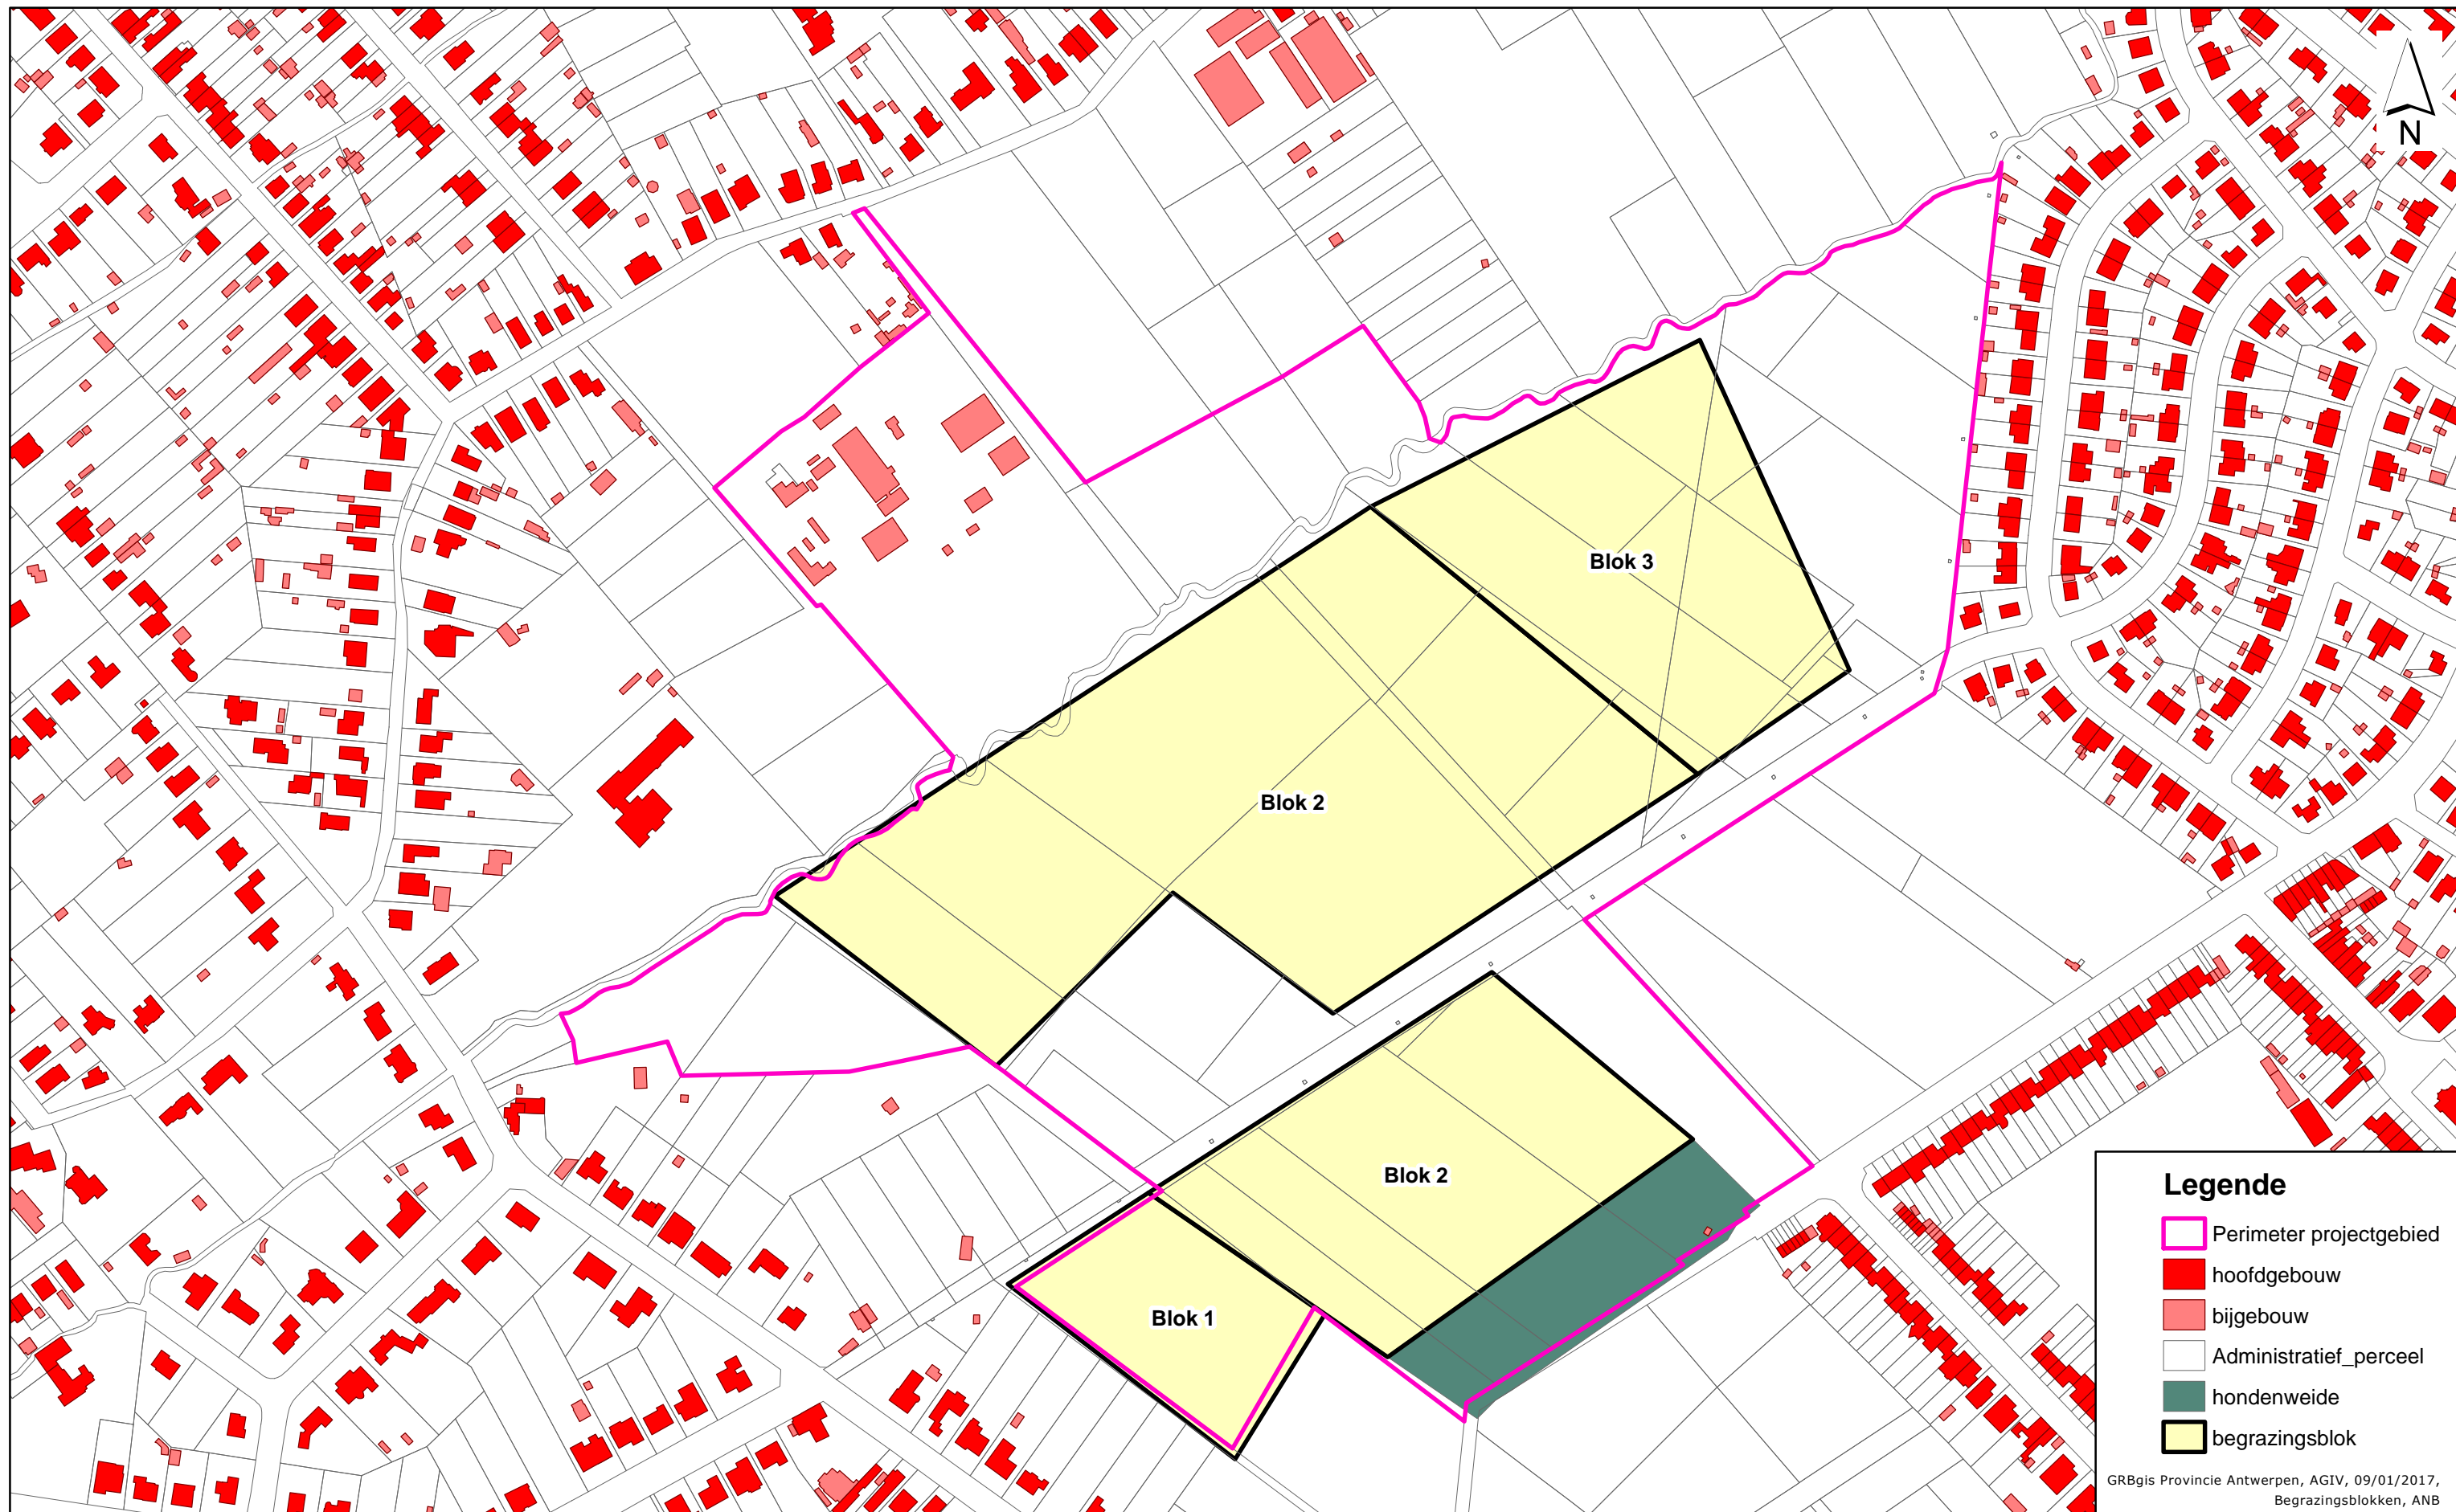 N
Blok 3
Blok 2
Blok 2
Blok 1
Legende
Perimeter projectgebied
hoofdgebouw
bijgebouw
Administratief_perceel
hondenweide
begrazingsblok
GRBgis Provincie Antwerpen, AGIV, 09/01/2017,
Begrazingsblokken, ANB